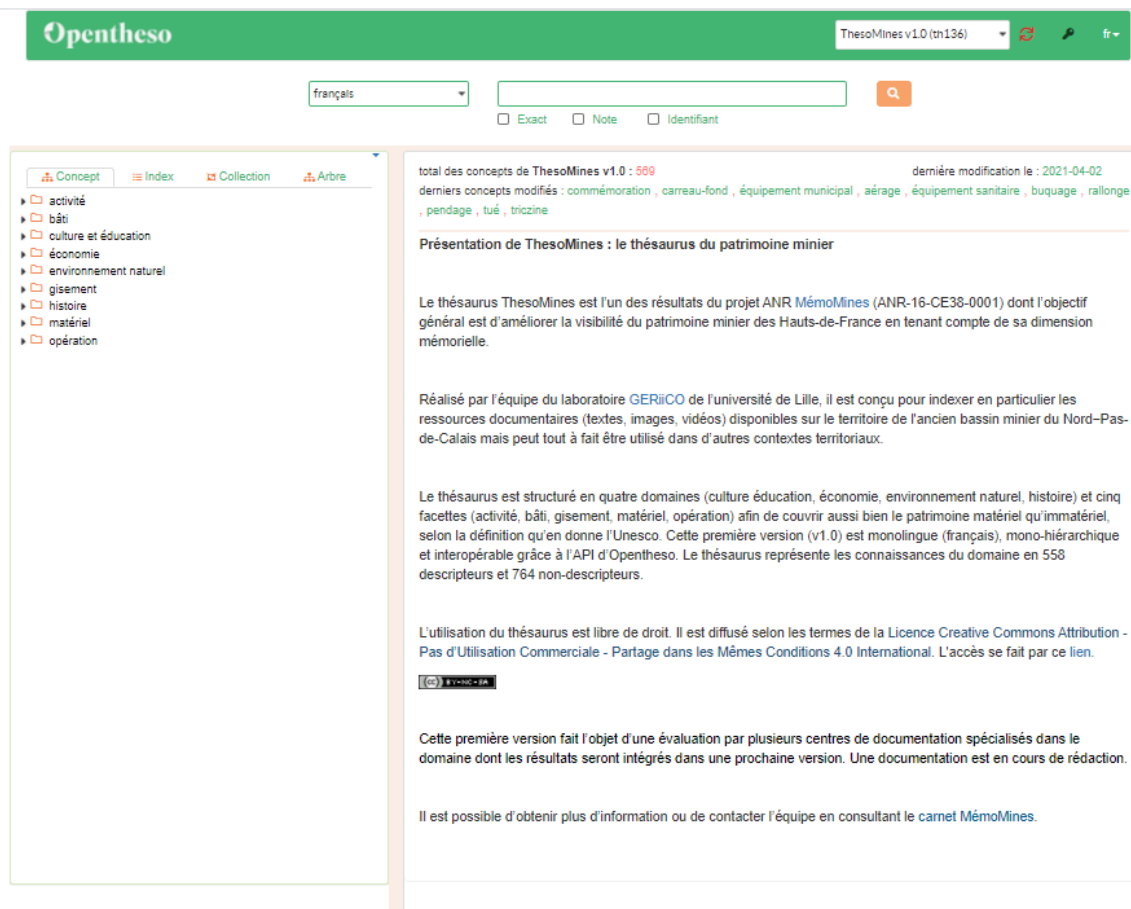 Opentheso
ThesoMines v1.0 (th136)
fr
français
Exact Note Identifiant
Concept Index Collection Arbre
activité
bâti
culture et éducation
économie
environnement naturel
gisement
histoire
matériel
opération
total des concepts de ThesoMines v1.0 : 569 dernière modification le : 2021-04-02
derniers concepts modifiés : commémoration , carreau-fond , équipement municipal , aérage , équipement sanitaire , buquage , rallonge
, pendage , tué , triczine
Présentation de ThesoMines : le thésaurus du patrimoine minier
Le thésaurus ThesoMines est l'un des résultats du projet ANR MémoMines (ANR-16-CE38-0001) dont l'objectif
général est d'améliorer la visibilité du patrimoine minier des Hauts-de-France en tenant compte de sa dimension
mémorielle.
Réalisé par l'équipe du laboratoire GERiiCO de l'université de Lille, il est conçu pour indexer en particulier les
ressources documentaires (textes, images, vidéos) disponibles sur le territoire de l'ancien bassin minier du Nord–Pas-
de-Calais mais peut tout à fait être utilisé dans d'autres contextes territoriaux.
Le thésaurus est structuré en quatre domaines (culture éducation, économie, environnement naturel, histoire) et cinq
facettes (activité, bâti, gisement, matériel, opération) afin de couvrir aussi bien le patrimoine matériel qu'immatériel,
selon la définition qu'en donne l'Unesco. Cette première version (v1.0) est monolingue (français), mono-hiérarchique
et interopérable grâce à l'API d'Opentheso. Le thésaurus représente les connaissances du domaine en 558
descripteurs et 764 non-descripteurs.
L'utilisation du thésaurus est libre de droit. Il est diffusé selon les termes de la Licence Creative Commons Attribution -
Pas d'Utilisation Commerciale - Partage dans les Mêmes Conditions 4.0 International. L'accès se fait par ce lien.
(cc) BY-NC-SA
Cette première version fait l'objet d'une évaluation par plusieurs centres de documentation spécialisés dans le
domaine dont les résultats seront intégrés dans une prochaine version. Une documentation est en cours de rédaction.
Il est possible d'obtenir plus d'information ou de contacter l'équipe en consultant le carnet MémoMines.